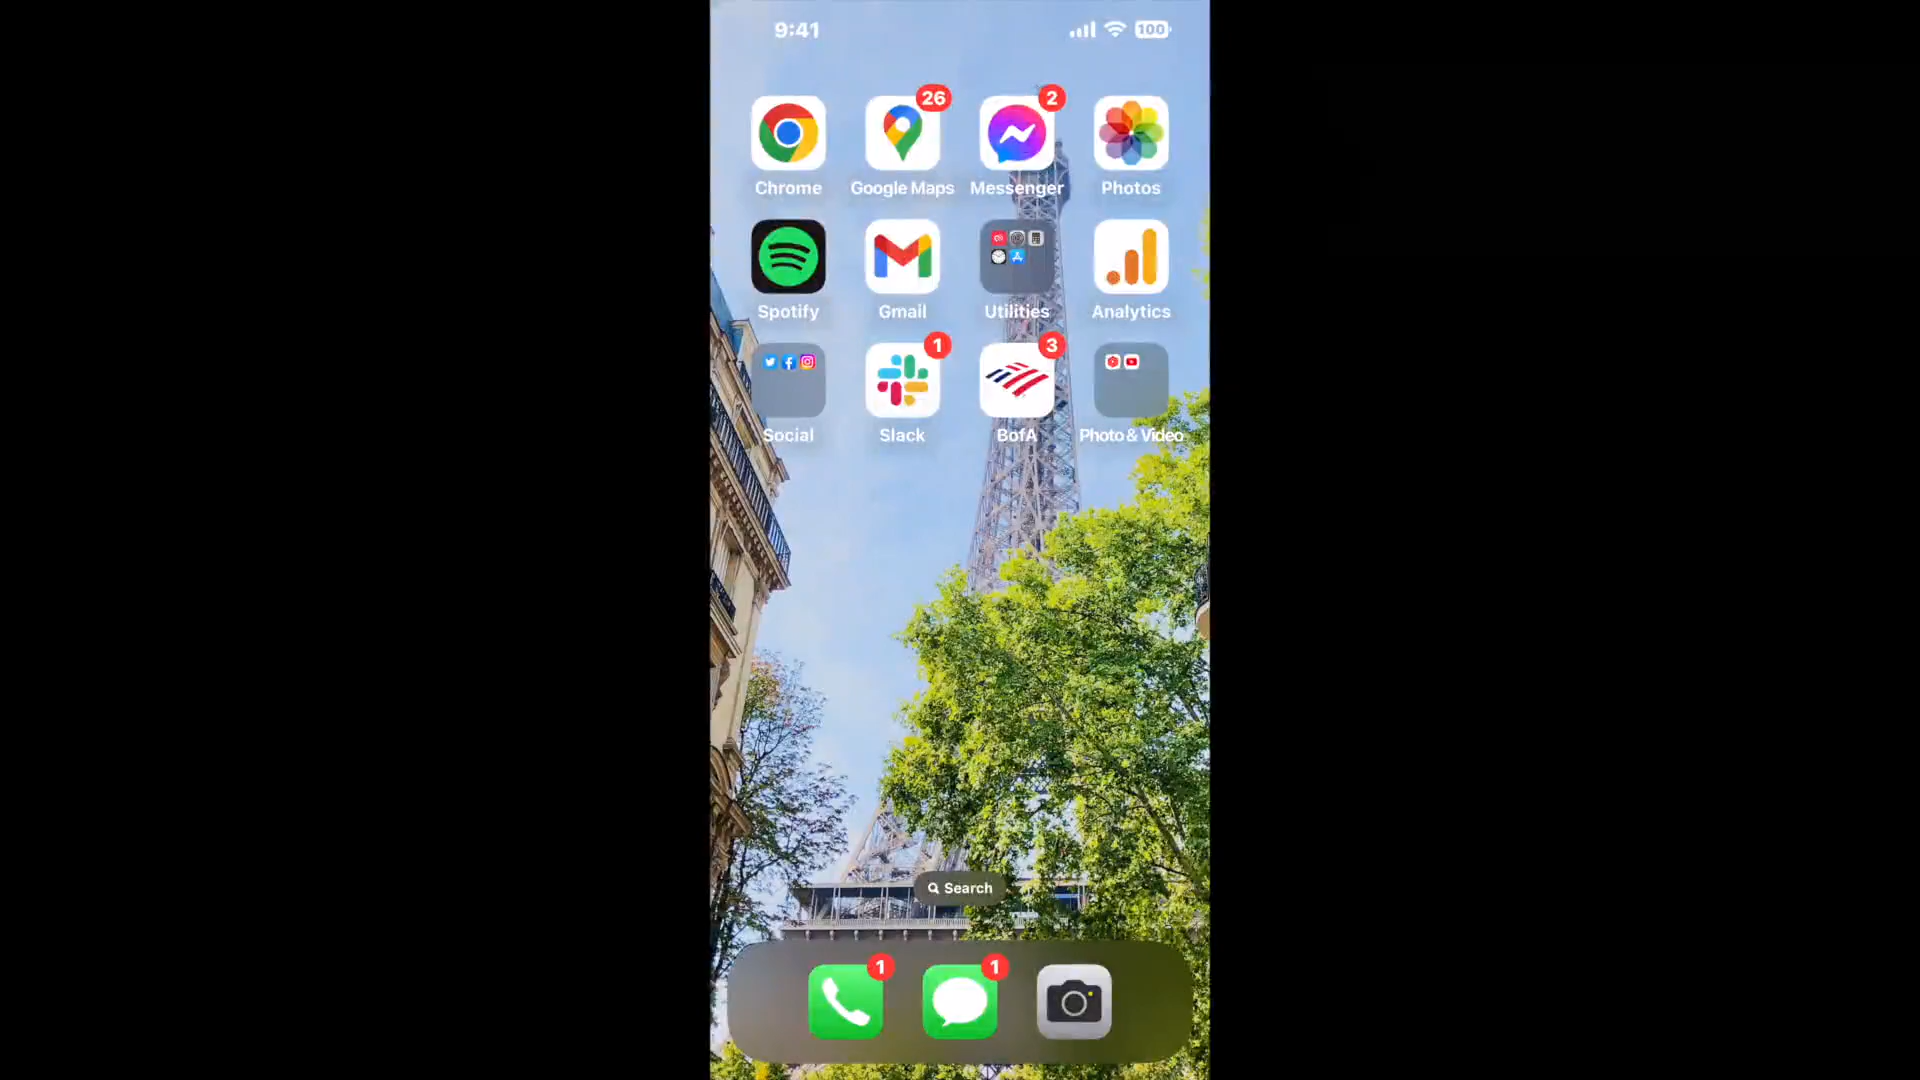 9:41
100
26
2
Chrome
Google Maps
Messenger
Photos
Spotify
Gmail
Utilities
Analytics
1
3
Social
Slack
BofA
Photo & Video
Search
1
1